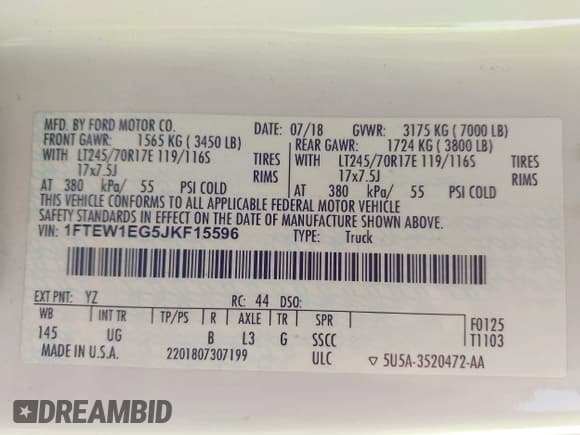 MFD. BY FORD MOTOR CO. DATE: 07/18 GVWR: 3175 KG ( 7000 LB)
FRONT GAWR: 1565 KG ( 3450 LB) REAR GAWR: 1724 KG ( 3800 LB)
WITH LT245/70R17E 119/116S TIRES WITH LT245/70R17E 119/116S TIRES
17x7.5J RIMS 17x7.5J RIMS
AT 380 kPa/ 55 PSI COLD AT 380 kPa/ 55 PSI COLD
THIS VEHICLE CONFORMS TO ALL APPLICABLE FEDERAL MOTOR VEHICLE
SAFETY STANDARDS IN EFFECT ON THE DATE OF MANUFACTURE SHOWN ABOVE.
VIN: 1FTEW1EG5JKF15596 TYPE: Truck
EXT PNT: YZ RC: 44 DSO:
WB INT TR TP/PS R AXLE TR SPR F0125
145 UG B L3 G SSCC T1103
MADE IN U.S.A. 2201807307199 ULC ▽ 5U5A-3520472-AA
DREAMBID